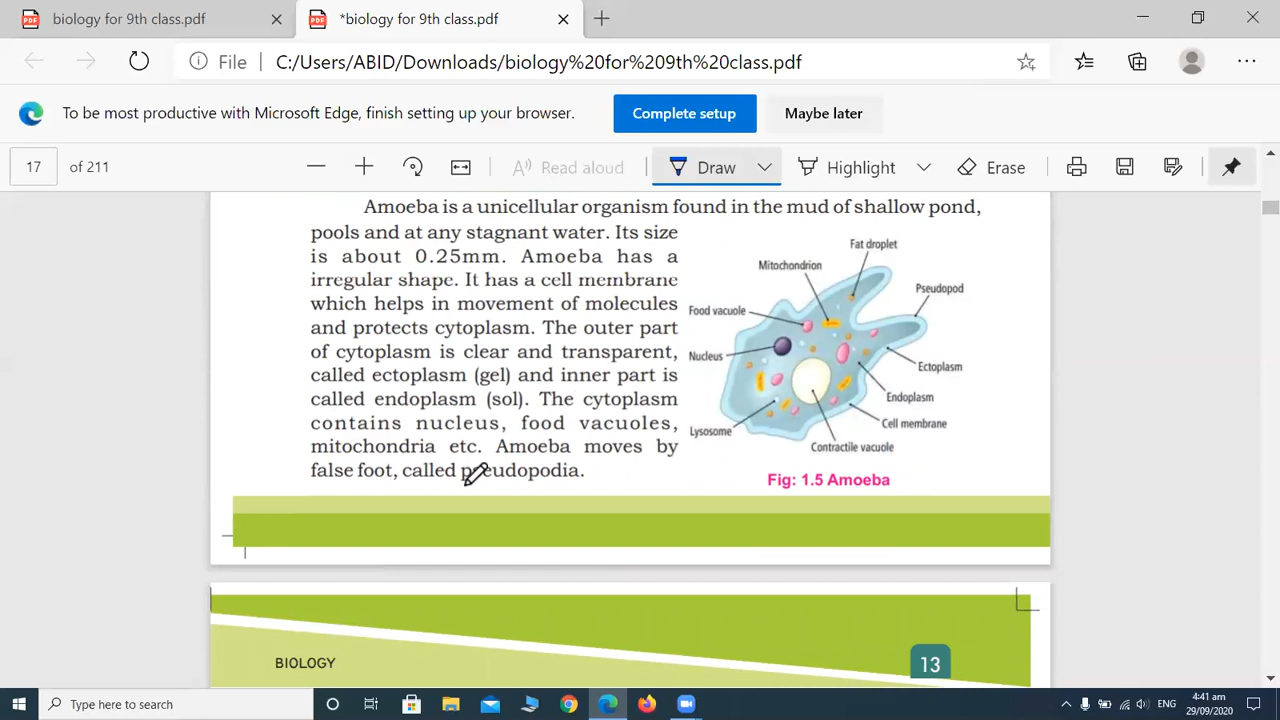 biology for 9th class.pdf
*biology for 9th class.pdf
File
C:/Users/ABID/Downloads/biology%20for%209th%20class.pdf
To be most productive with Microsoft Edge, finish setting up your browser.
Complete setup
Maybe later
17 of 211
Read aloud
Draw
Highlight
Erase
Amoeba is a unicellular organism found in the mud of shallow pond,
pools and at any stagnant water. Its size
is about 0.25mm. Amoeba has a
irregular shape. It has a cell membrane
which helps in movement of molecules
and protects cytoplasm. The outer part
of cytoplasm is clear and transparent,
called ectoplasm (gel) and inner part is
called endoplasm (sol). The cytoplasm
contains nucleus, food vacuoles,
mitochondria etc. Amoeba moves by
false foot, called pseudopodia.
Fat droplet
Mitochondrion
Pseudopod
Food vacuole
Nucleus
Ectoplasm
Endoplasm
Cell membrane
Lysosome
Contractile vacuole
Fig: 1.5 Amoeba
BIOLOGY
13
Type here to search
4:41 am
29/09/2020